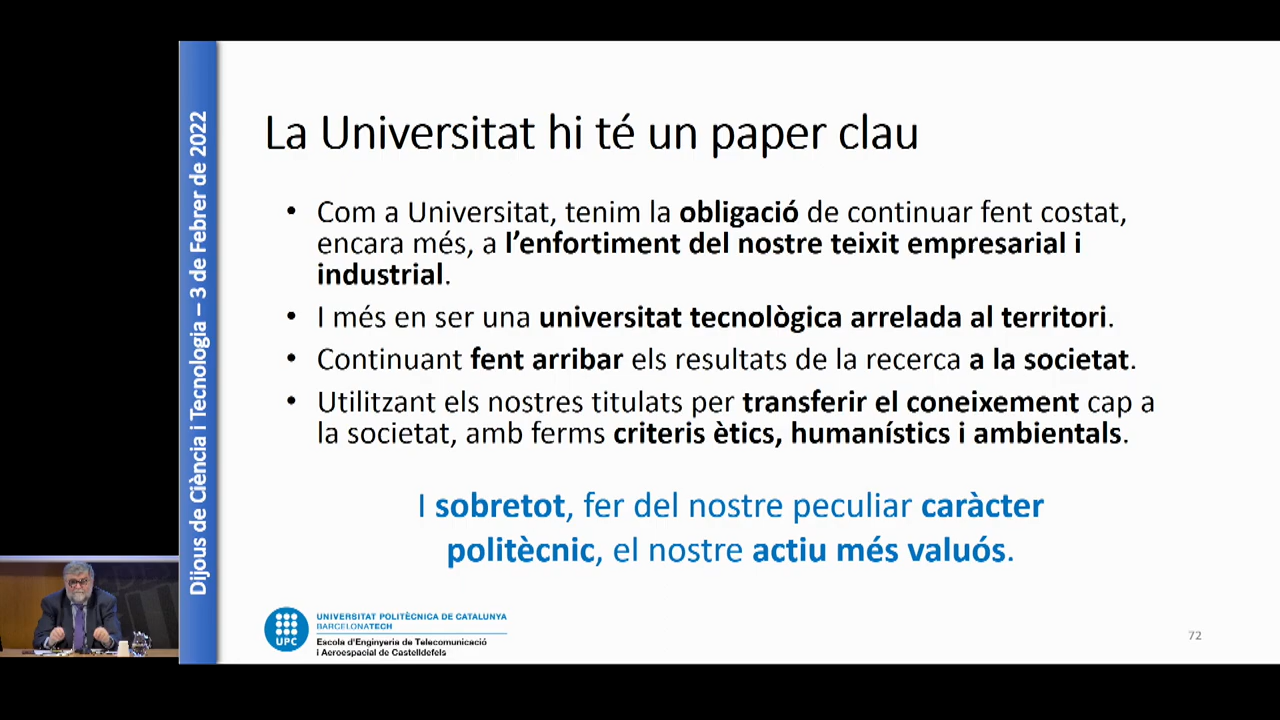 Dijous de Ciència i Tecnologia – 3 de Febrer de 2022
La Universitat hi té un paper clau
• Com a Universitat, tenim la obligació de continuar fent costat,
encara més, a l’enfortiment del nostre teixit empresarial i
industrial.
• I més en ser una universitat tecnològica arrelada al territori.
• Continuant fent arribar els resultats de la recerca a la societat.
• Utilitzant els nostres titulats per transferir el coneixement cap a
la societat, amb ferms criteris ètics, humanístics i ambientals.
I sobretot, fer del nostre peculiar caràcter
politècnic, el nostre actiu més valuós.
UPC
UNIVERSITAT POLITÈCNICA DE CATALUNYA
BARCELONATECH
Escola d'Enginyeria de Telecomunicació
i Aeroespacial de Castelldefels
72